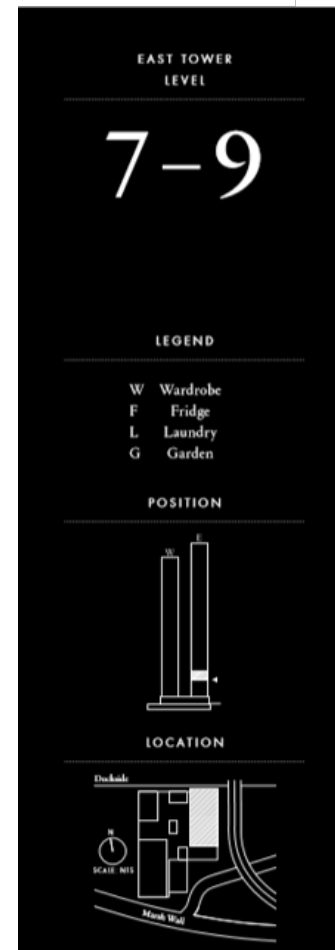 EAST TOWER
LEVEL
7–9
LEGEND
W Wardrobe
F Fridge
L Laundry
G Garden
POSITION
W
E
LOCATION
Dockside
N
SCALE NTS
Marsh Wall